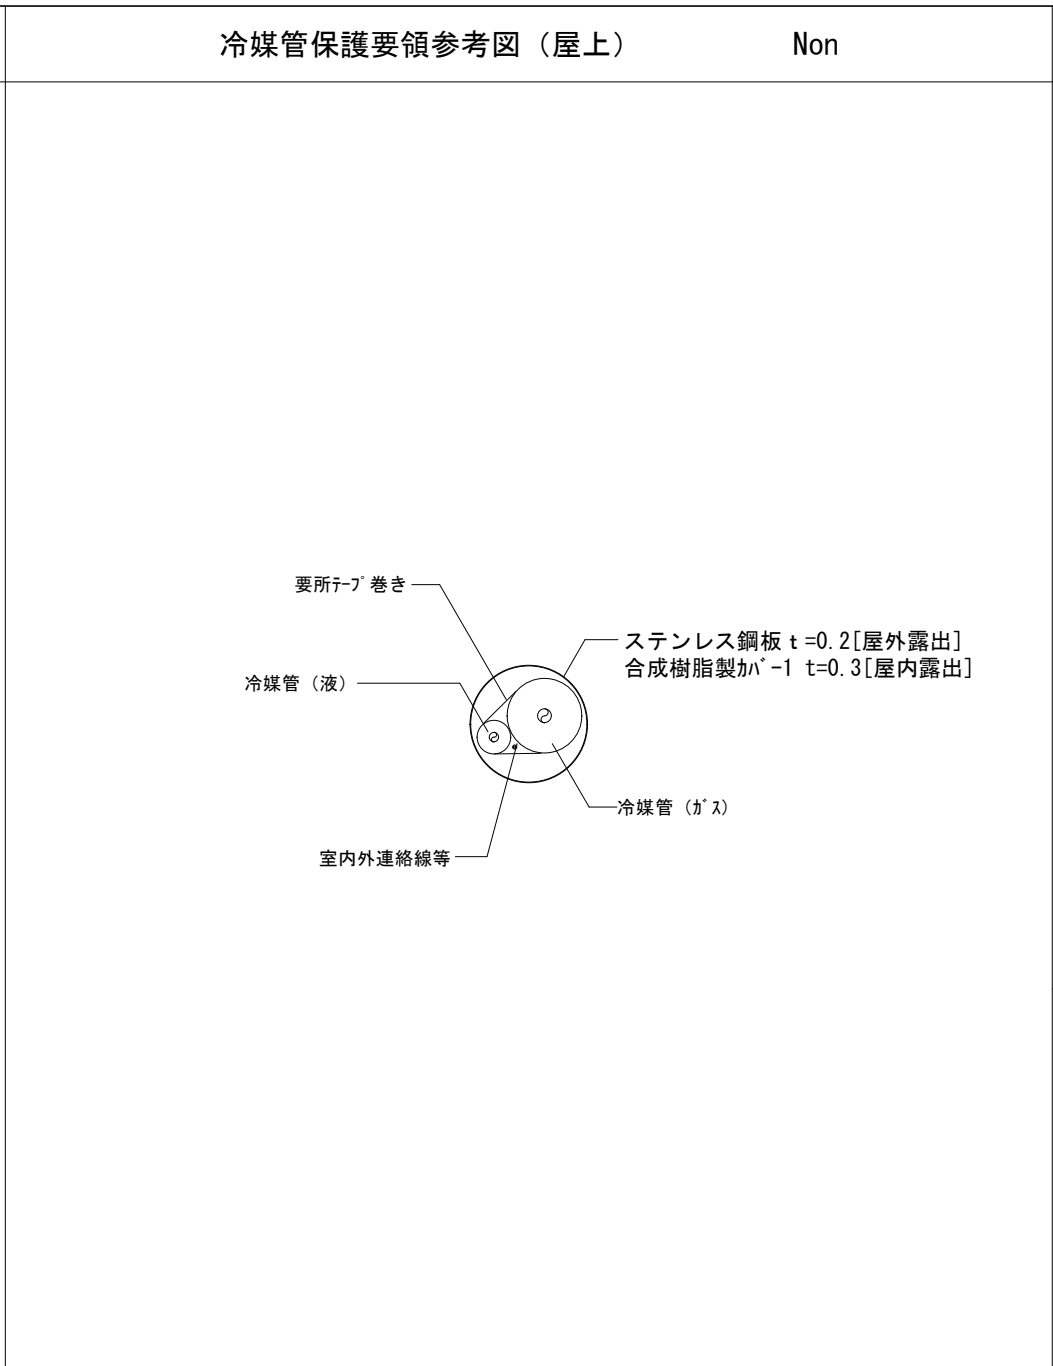 冷媒管保護要領参考図（屋上） Non
要所ﾃｰﾌﾟ巻き
ステンレス鋼板 t=0.2[屋外露出]
合成樹脂製ｶﾊﾞｰ1 t=0.3[屋内露出]
冷媒管（液）
冷媒管（ｶﾞｽ）
室内外連絡線等